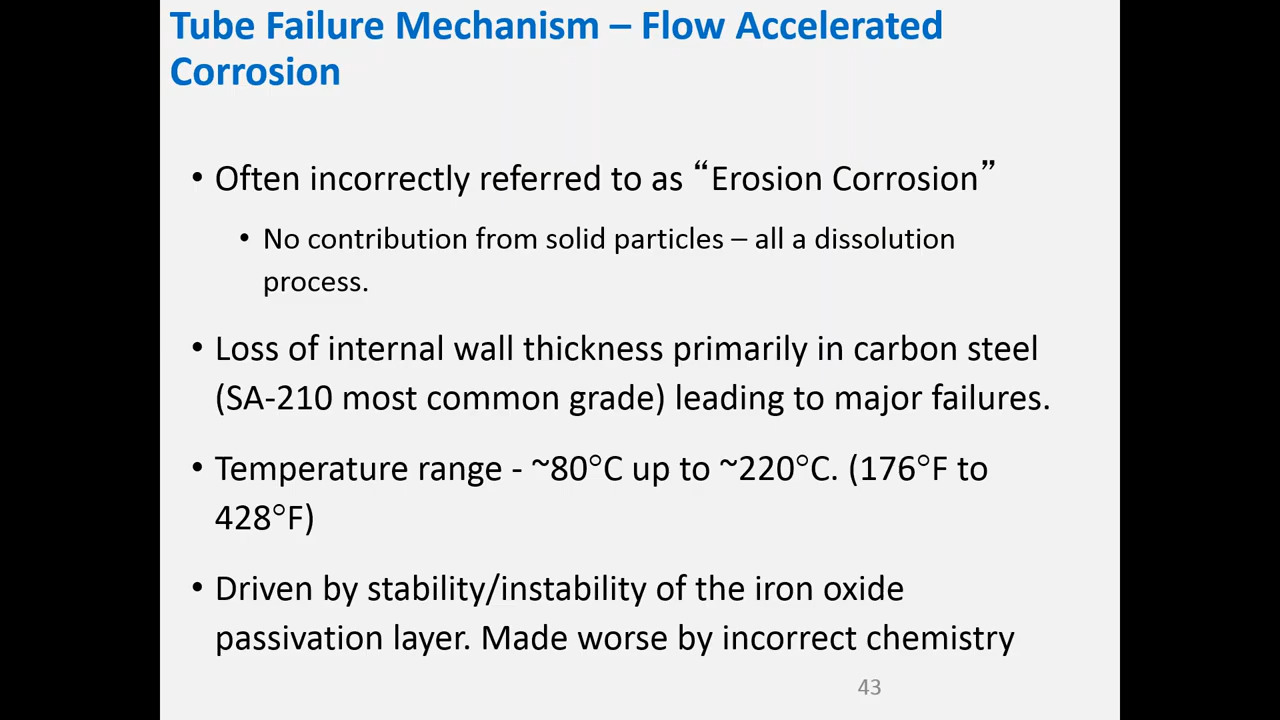 Tube Failure Mechanism – Flow Accelerated
Corrosion
• Often incorrectly referred to as “Erosion Corrosion”
• No contribution from solid particles – all a dissolution
process.
• Loss of internal wall thickness primarily in carbon steel
(SA-210 most common grade) leading to major failures.
• Temperature range - ~80°C up to ~220°C. (176°F to
428°F)
• Driven by stability/instability of the iron oxide
passivation layer. Made worse by incorrect chemistry
43